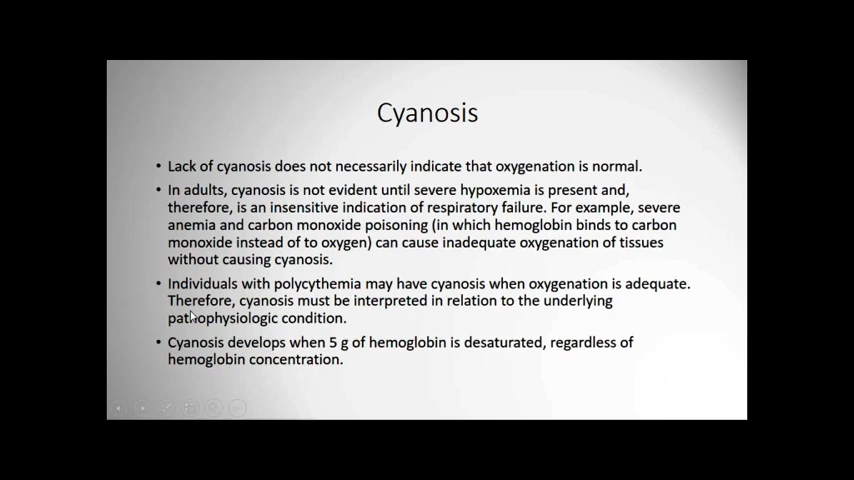 Cyanosis
• Lack of cyanosis does not necessarily indicate that oxygenation is normal.
• In adults, cyanosis is not evident until severe hypoxemia is present and,
therefore, is an insensitive indication of respiratory failure. For example, severe
anemia and carbon monoxide poisoning (in which hemoglobin binds to carbon
monoxide instead of to oxygen) can cause inadequate oxygenation of tissues
without causing cyanosis.
• Individuals with polycythemia may have cyanosis when oxygenation is adequate.
Therefore, cyanosis must be interpreted in relation to the underlying
pathophysiologic condition.
• Cyanosis develops when 5 g of hemoglobin is desaturated, regardless of
hemoglobin concentration.